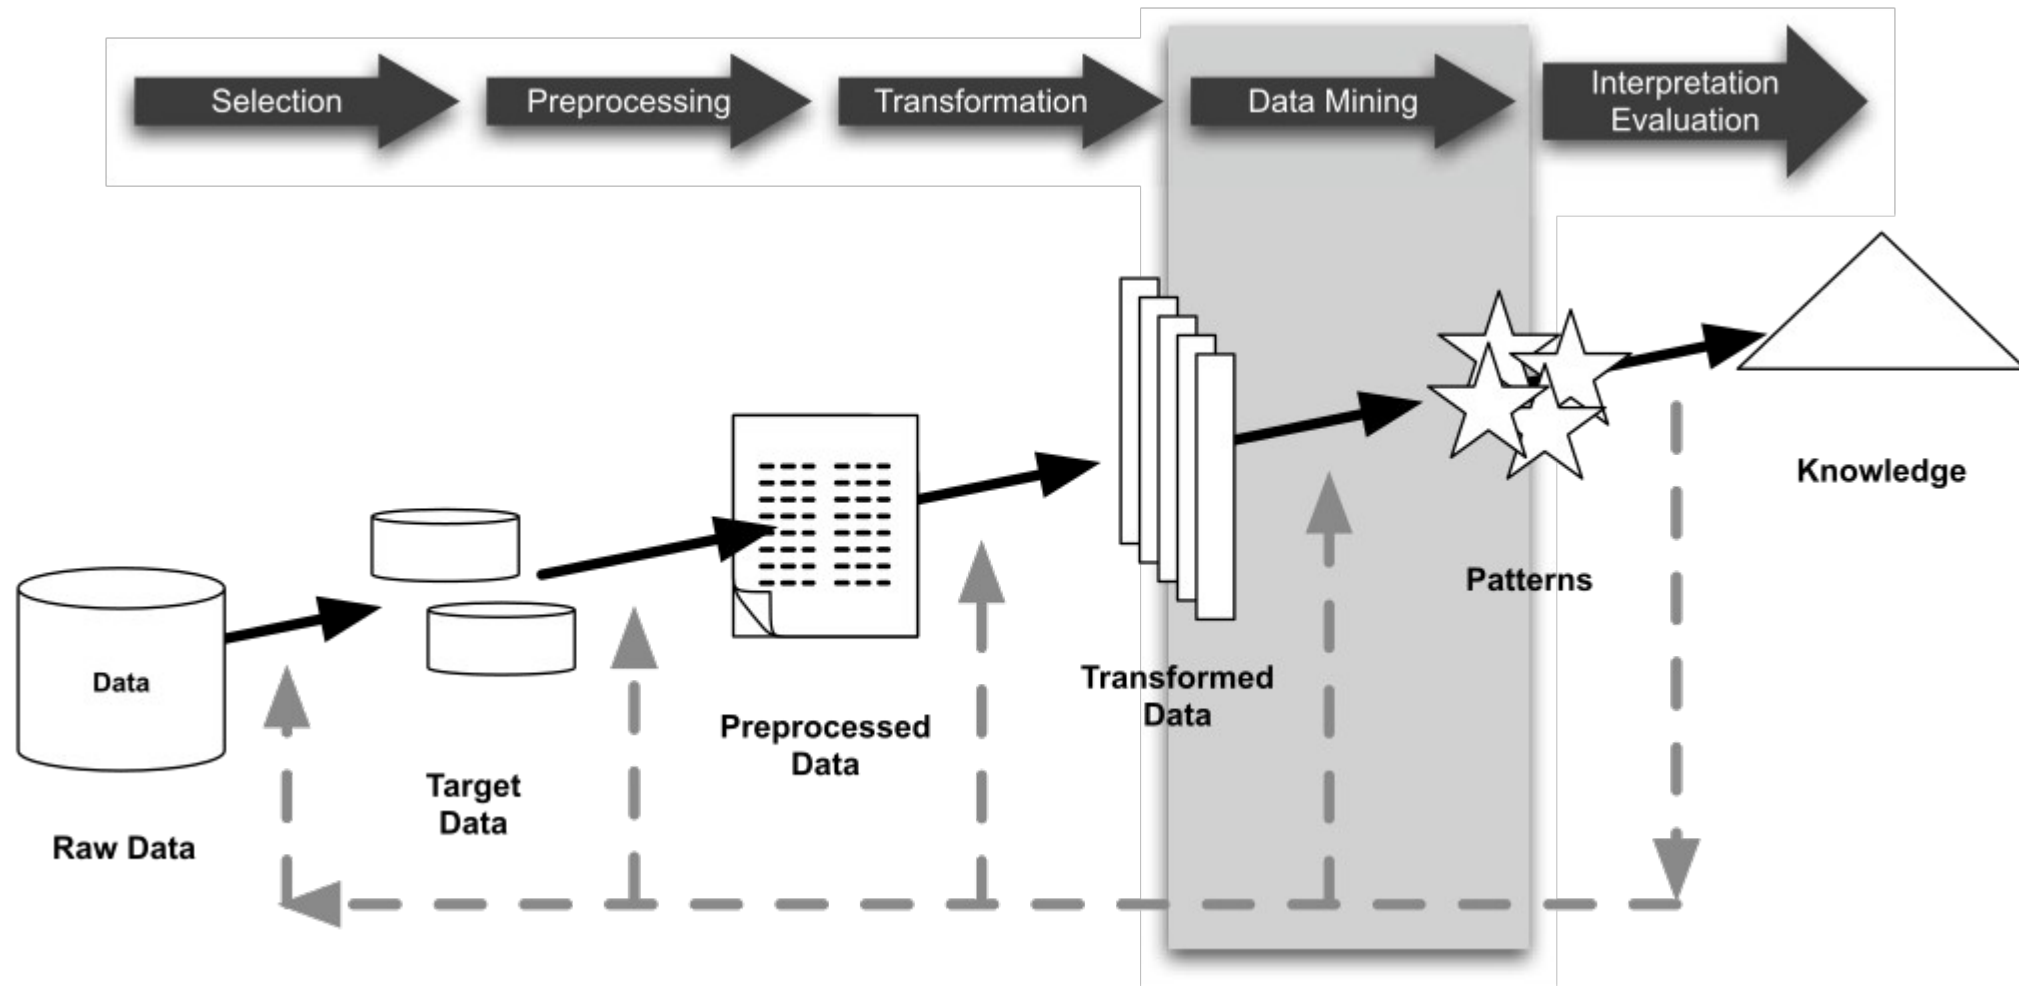 Selection
Preprocessing
Transformation
Data Mining
Interpretation
Evaluation
Data
Raw Data
Target
Data
Preprocessed
Data
Transformed
Data
Patterns
Knowledge